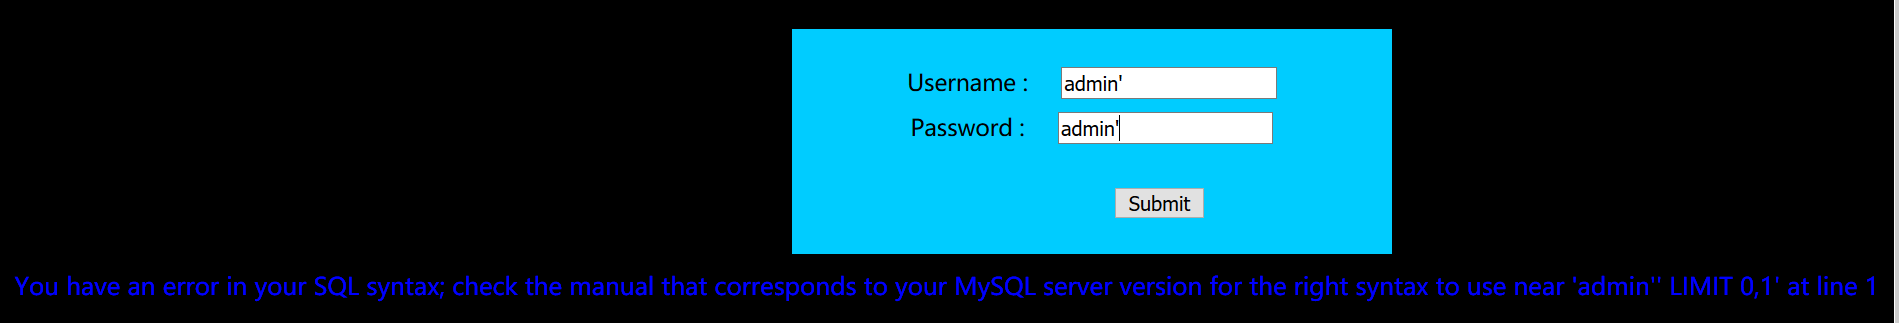 Username : admin'
Password : admin'
Submit
You have an error in your SQL syntax; check the manual that corresponds to your MySQL server version for the right syntax to use near 'admin'' LIMIT 0,1' at line 1